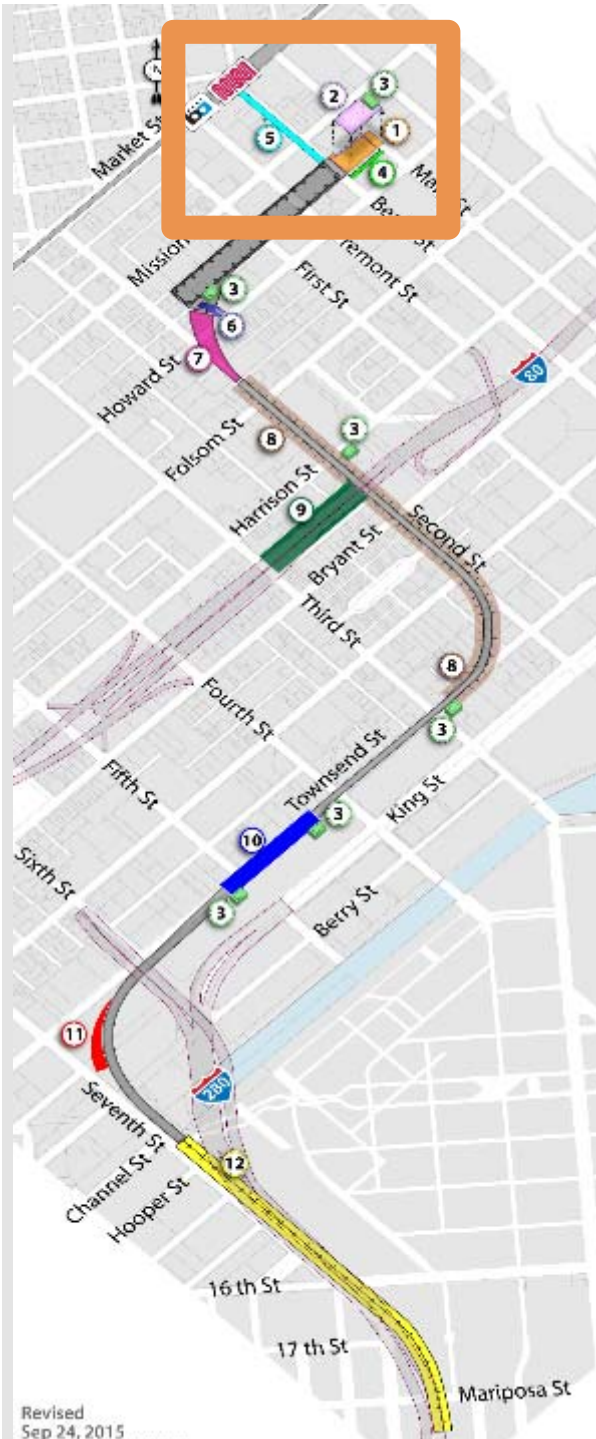 N
ba
Market St
2
3
1
5
4
Mission
Fremont St
First St
3
6
7
Howard St
80
Folsom St
8
3
Harrison St
9
Second St
Bryant St
Third St
8
Fourth St
3
Townsend St
King St
Fifth St
3
10
Sixth St
3
Berry St
11
280
Seventh St
Channel St
12
Hooper St
16 th St
17 th St
Mariposa St
Revised
Sep 24, 2015